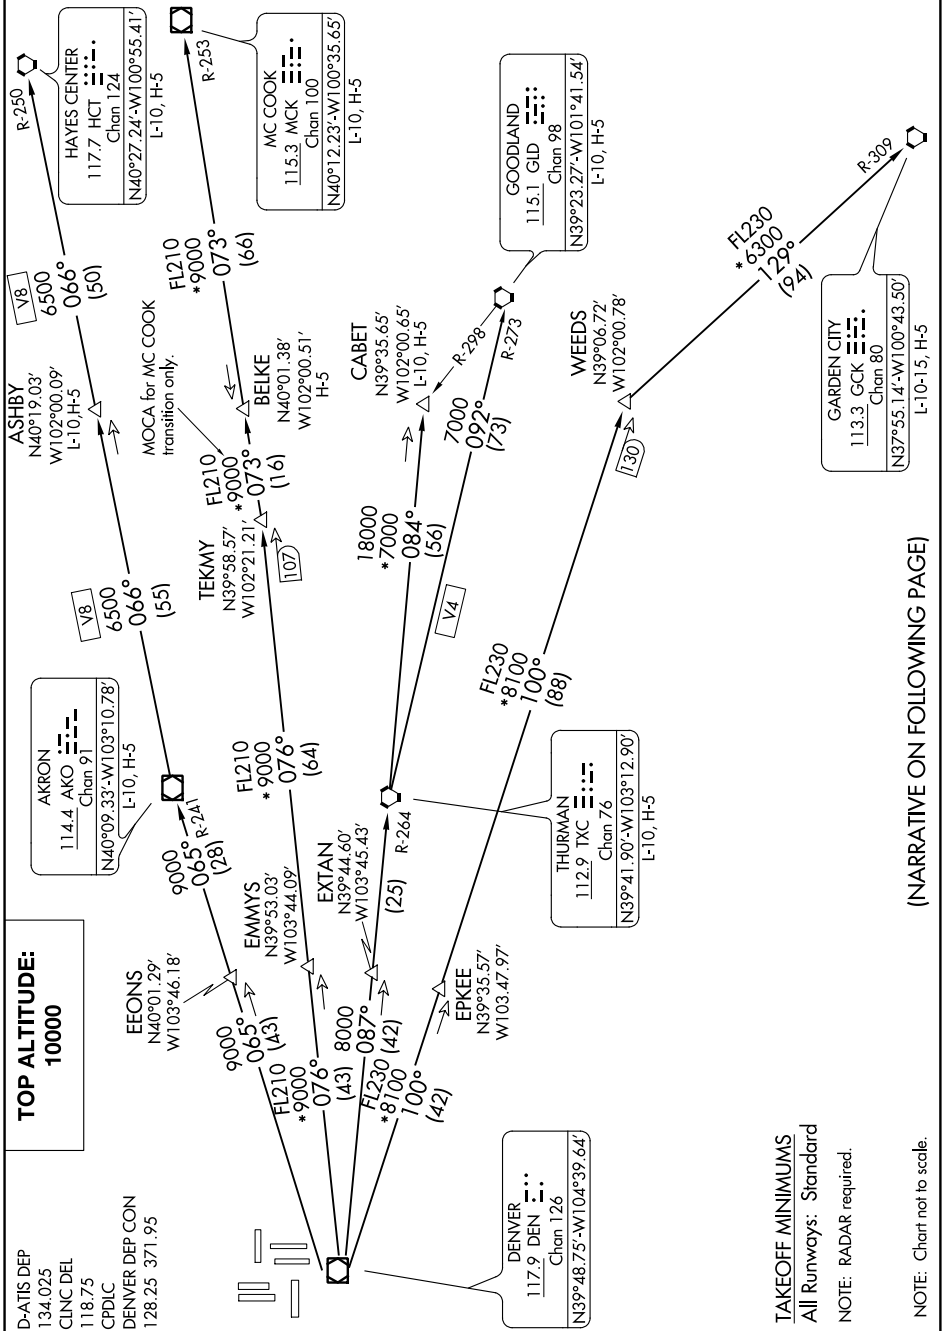 D-ATIS DEP
134.025
CLNC DEL
118.75
CPDLC
DENVER DEP CON
128.25 371.95
TOP ALTITUDE:
10000
AKRON
114.4 AKO
Chan 91
N40°09.33'-W103°10.78'
L-10, H-5
HAYES CENTER
117.7 HCT
Chan 124
N40°27.24'-W100°55.41'
L-10, H-5
R-250
MC COOK
115.3 MCK
Chan 100
N40°12.23'-W100°35.65'
L-10, H-5
R-253
GOODLAND
115.1 GLD
Chan 98
N39°23.27'-W101°41.54'
L-10, H-5
GARDEN CITY
113.3 GCK
Chan 80
N37°55.14'-W100°43.50'
L-10-15, H-5
R-309
THURMAN
112.9 TXC
Chan 76
N39°41.90'-W103°12.90'
L-10, H-5
DENVER
117.9 DEN
Chan 126
N39°48.75'-W104°39.64'
EEONS
N40°01.29'
W103°46.18'
9000
065°
(43)
9000
065°
(28)
R-241
V8
6500
066°
(55)
ASHBY
N40°19.03'
W102°00.09'
L-10,H-5
V8
6500
066°
(50)
EMMYS
N39°53.03'
W103°44.09'
FL210
*9000
076°
(43)
FL210
*9000
076°
(64)
TEKMY
N39°58.57'
W102°21.21'
107
FL210
*9000
073°
(16)
MOCA for MC COOK
transition only.
BELKE
N40°01.38'
W102°00.51'
H-5
FL210
*9000
073°
(66)
EXTAN
N39°44.60'
W103°45.43'
8000
087°
(42)
(25)
R-264
18000
*7000
084°
(56)
CABET
N39°35.65'
W102°00.65'
L-10, H-5
R-298
R-273
7000
092°
(73)
V4
EPKEE
N39°35.57'
W103.47.97'
FL230
*8100
100°
(42)
FL230
*8100
100°
(88)
130
WEEDS
N39°06.72'
W102°00.78'
FL230
*6300
129°
(94)
TAKEOFF MINIMUMS
All Runways: Standard
NOTE: RADAR required.
NOTE: Chart not to scale.
(NARRATIVE ON FOLLOWING PAGE)